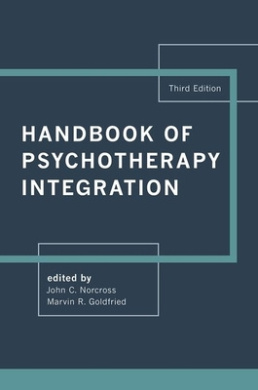 Third Edition
HANDBOOK OF
PSYCHOTHERAPY
INTEGRATION
edited by
John C. Norcross
Marvin R. Goldfried